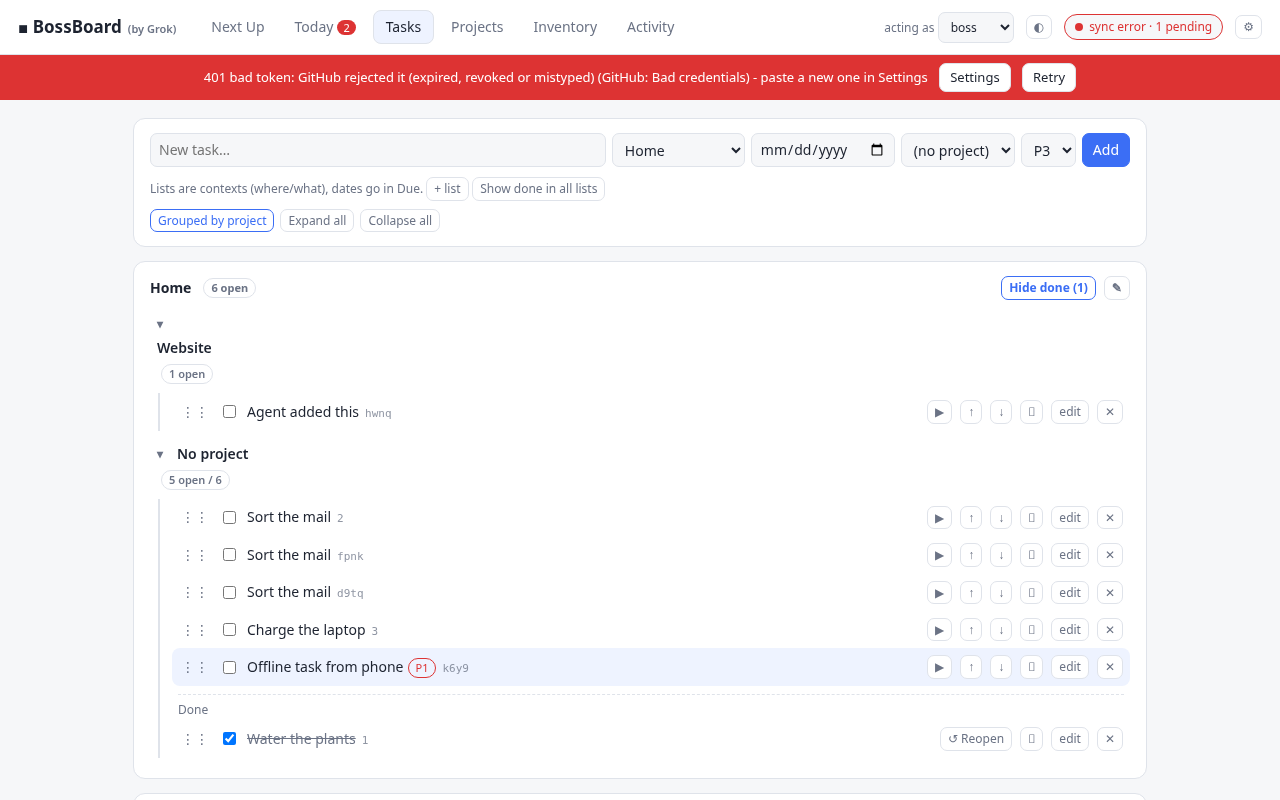 BossBoard (by Grok) Next Up Today 2 Tasks Projects Inventory Activity acting as boss sync error · 1 pending
401 bad token: GitHub rejected it (expired, revoked or mistyped) (GitHub: Bad credentials) - paste a new one in Settings Settings Retry
New task... Home mm/dd/yyyy (no project) P3 Add
Lists are contexts (where/what), dates go in Due. + list Show done in all lists
Grouped by project Expand all Collapse all
Home 6 open Hide done (1)
Website
1 open
Agent added this hwnq edit
No project
5 open / 6
Sort the mail 2 edit
Sort the mail fpnk edit
Sort the mail d9tq edit
Charge the laptop 3 edit
Offline task from phone P1 k6y9 edit
Done
Water the plants 1 ↺ Reopen edit